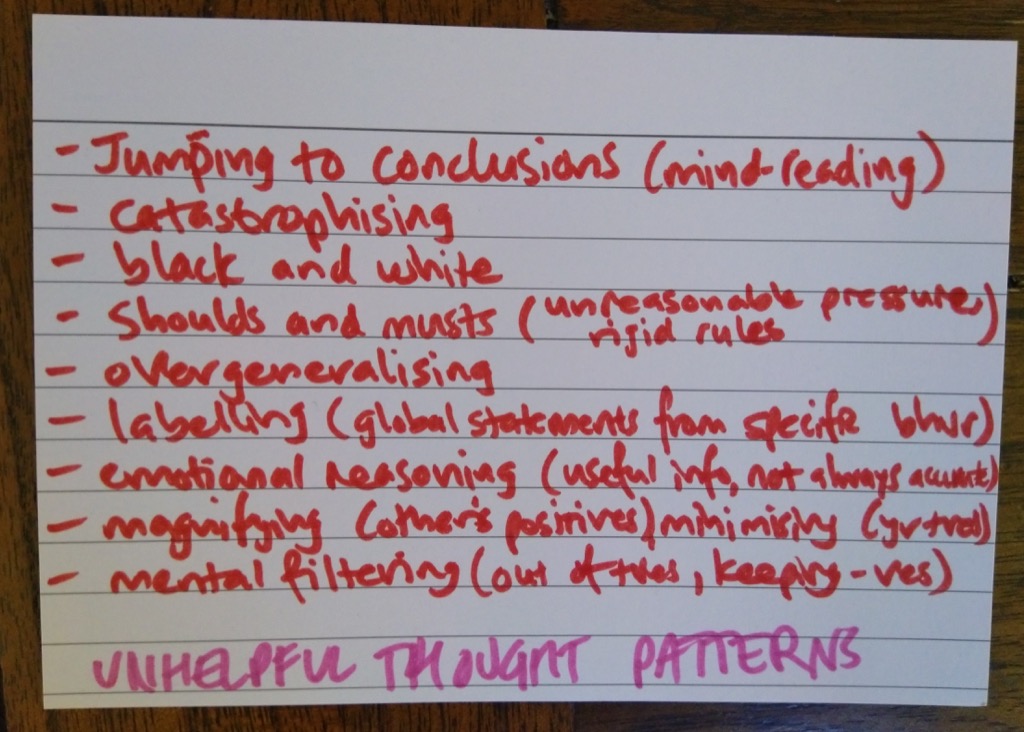 - Jumping to conclusions (mind-reading)
- catastrophising
- black and white
- Shoulds and musts (unreasonable pressure,
rigid rules)
- overgeneralising
- labelling (global statements from specific bhvr)
- emotional reasoning (useful info, not always accurate)
- magnifying (other's positives) minimising (yr +ves)
- mental filtering (out +ves, keeping -ves)
UNHELPFUL THOUGHT PATTERNS